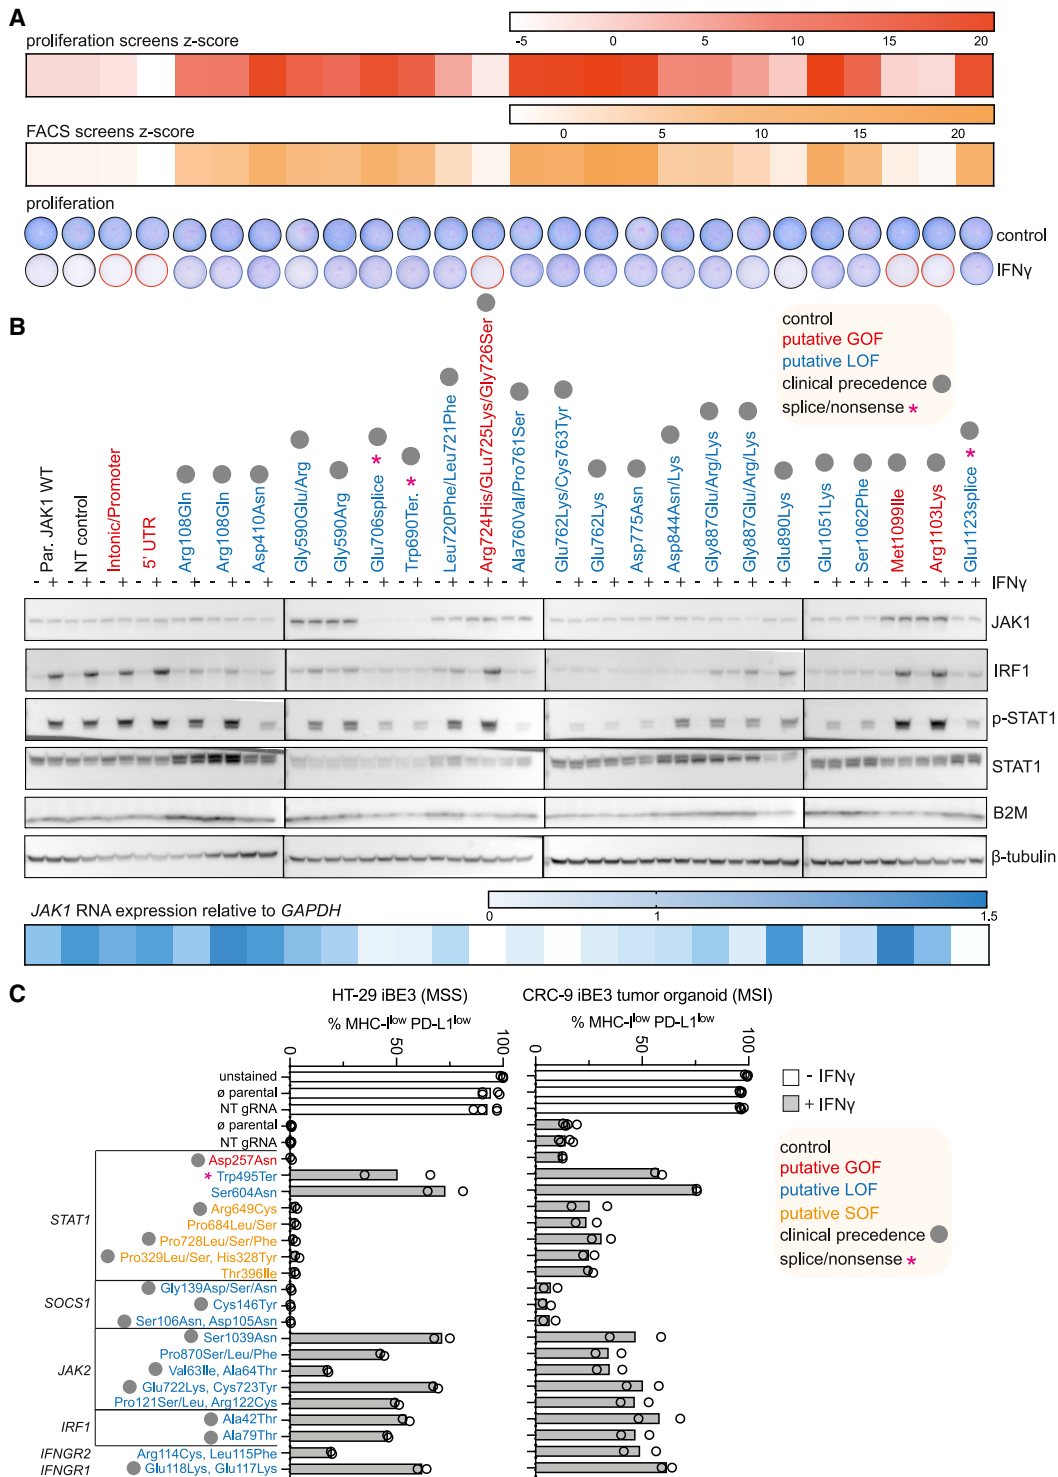 A
proliferation screens z-score
-5 0 5 10 15 20
FACS screens z-score
0 5 10 15 20
proliferation
control
IFNγ
B
control
putative GOF
putative LOF
clinical precedence
splice/nonsense *
Par. JAK1 WT
NT control
Intonic/Promoter
5' UTR
Arg108Gln
Arg108Gln
Asp410Asn
Gly590Glu/Arg
Gly590Arg
Glu706splice *
Trp690Ter. *
Leu720Phe/Leu721Phe
Arg724His/GLu725Lys/Gly726Ser
Ala760Val/Pro761Ser
Glu762Lys/Cys763Tyr
Glu762Lys
Asp775Asn
Asp844Asn/Lys
Gly887Glu/Arg/Lys
Gly887Glu/Arg/Lys
Glu890Lys
Glu1051Lys
Ser1062Phe
Met1099Ile
Arg1103Lys
Glu1123splice *
- + - + - + - + - + - + - + - + - + - + - + - + - + - + - + - + - + - + - + - + - + - + - + - + - + - + IFNγ
JAK1
IRF1
p-STAT1
STAT1
B2M
β-tubulin
JAK1 RNA expression relative to GAPDH
0 1 1.5
C
HT-29 iBE3 (MSS)
% MHC-I^low PD-L1^low
0 50 100
CRC-9 iBE3 tumor organoid (MSI)
% MHC-I^low PD-L1^low
0 50 100
- IFNγ
+ IFNγ
control
putative GOF
putative LOF
putative SOF
clinical precedence
splice/nonsense *
unstained
ø parental
NT gRNA
ø parental
NT gRNA
STAT1
Asp257Asn
* Trp495Ter
Ser604Asn
Arg649Cys
Pro684Leu/Ser
Pro728Leu/Ser/Phe
Pro329Leu/Ser, His328Tyr
Thr396Ile
SOCS1
Gly139Asp/Ser/Asn
Cys146Tyr
Ser106Asn, Asp105Asn
JAK2
Ser1039Asn
Pro870Ser/Leu/Phe
Val63Ile, Ala64Thr
Glu722Lys, Cys723Tyr
Pro121Ser/Leu, Arg122Cys
IRF1
Ala42Thr
Ala79Thr
IFNGR2 Arg114Cys, Leu115Phe
IFNGR1 Glu118Lys, Glu117Lys